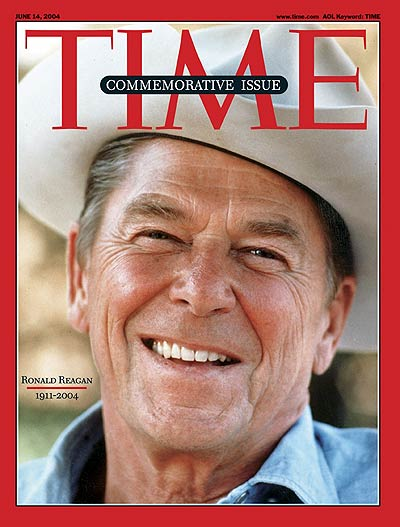 JUNE 14, 2004
www.time.com AOL Keyword: TIME
TIME
COMMEMORATIVE ISSUE
RONALD REAGAN
1911-2004